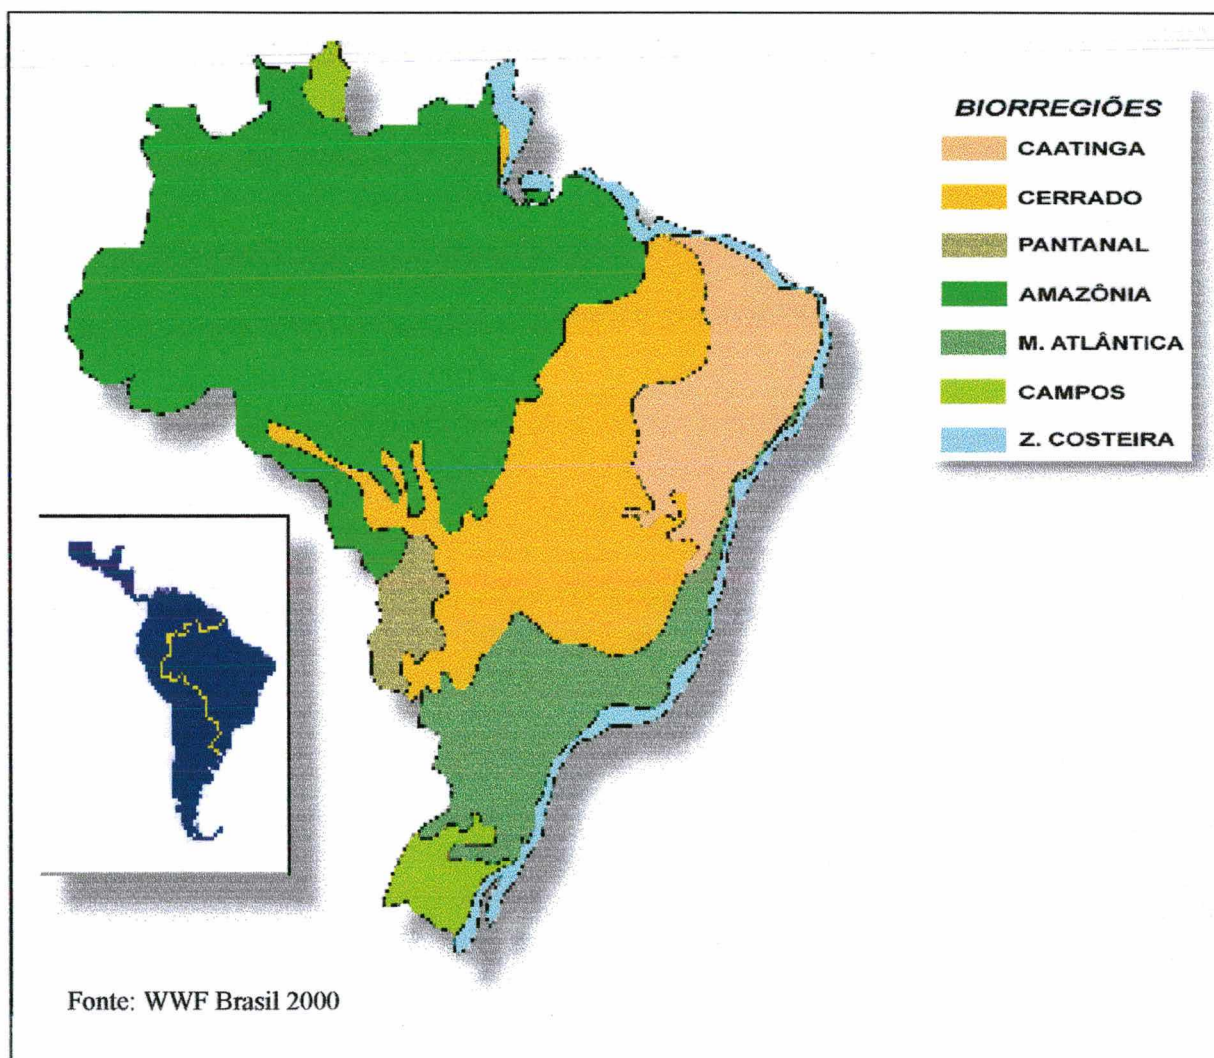 BIORREGIÕES
CAATINGA
CERRADO
PANTANAL
AMAZÔNIA
M. ATLÂNTICA
CAMPOS
Z. COSTEIRA
Fonte: WWF Brasil 2000